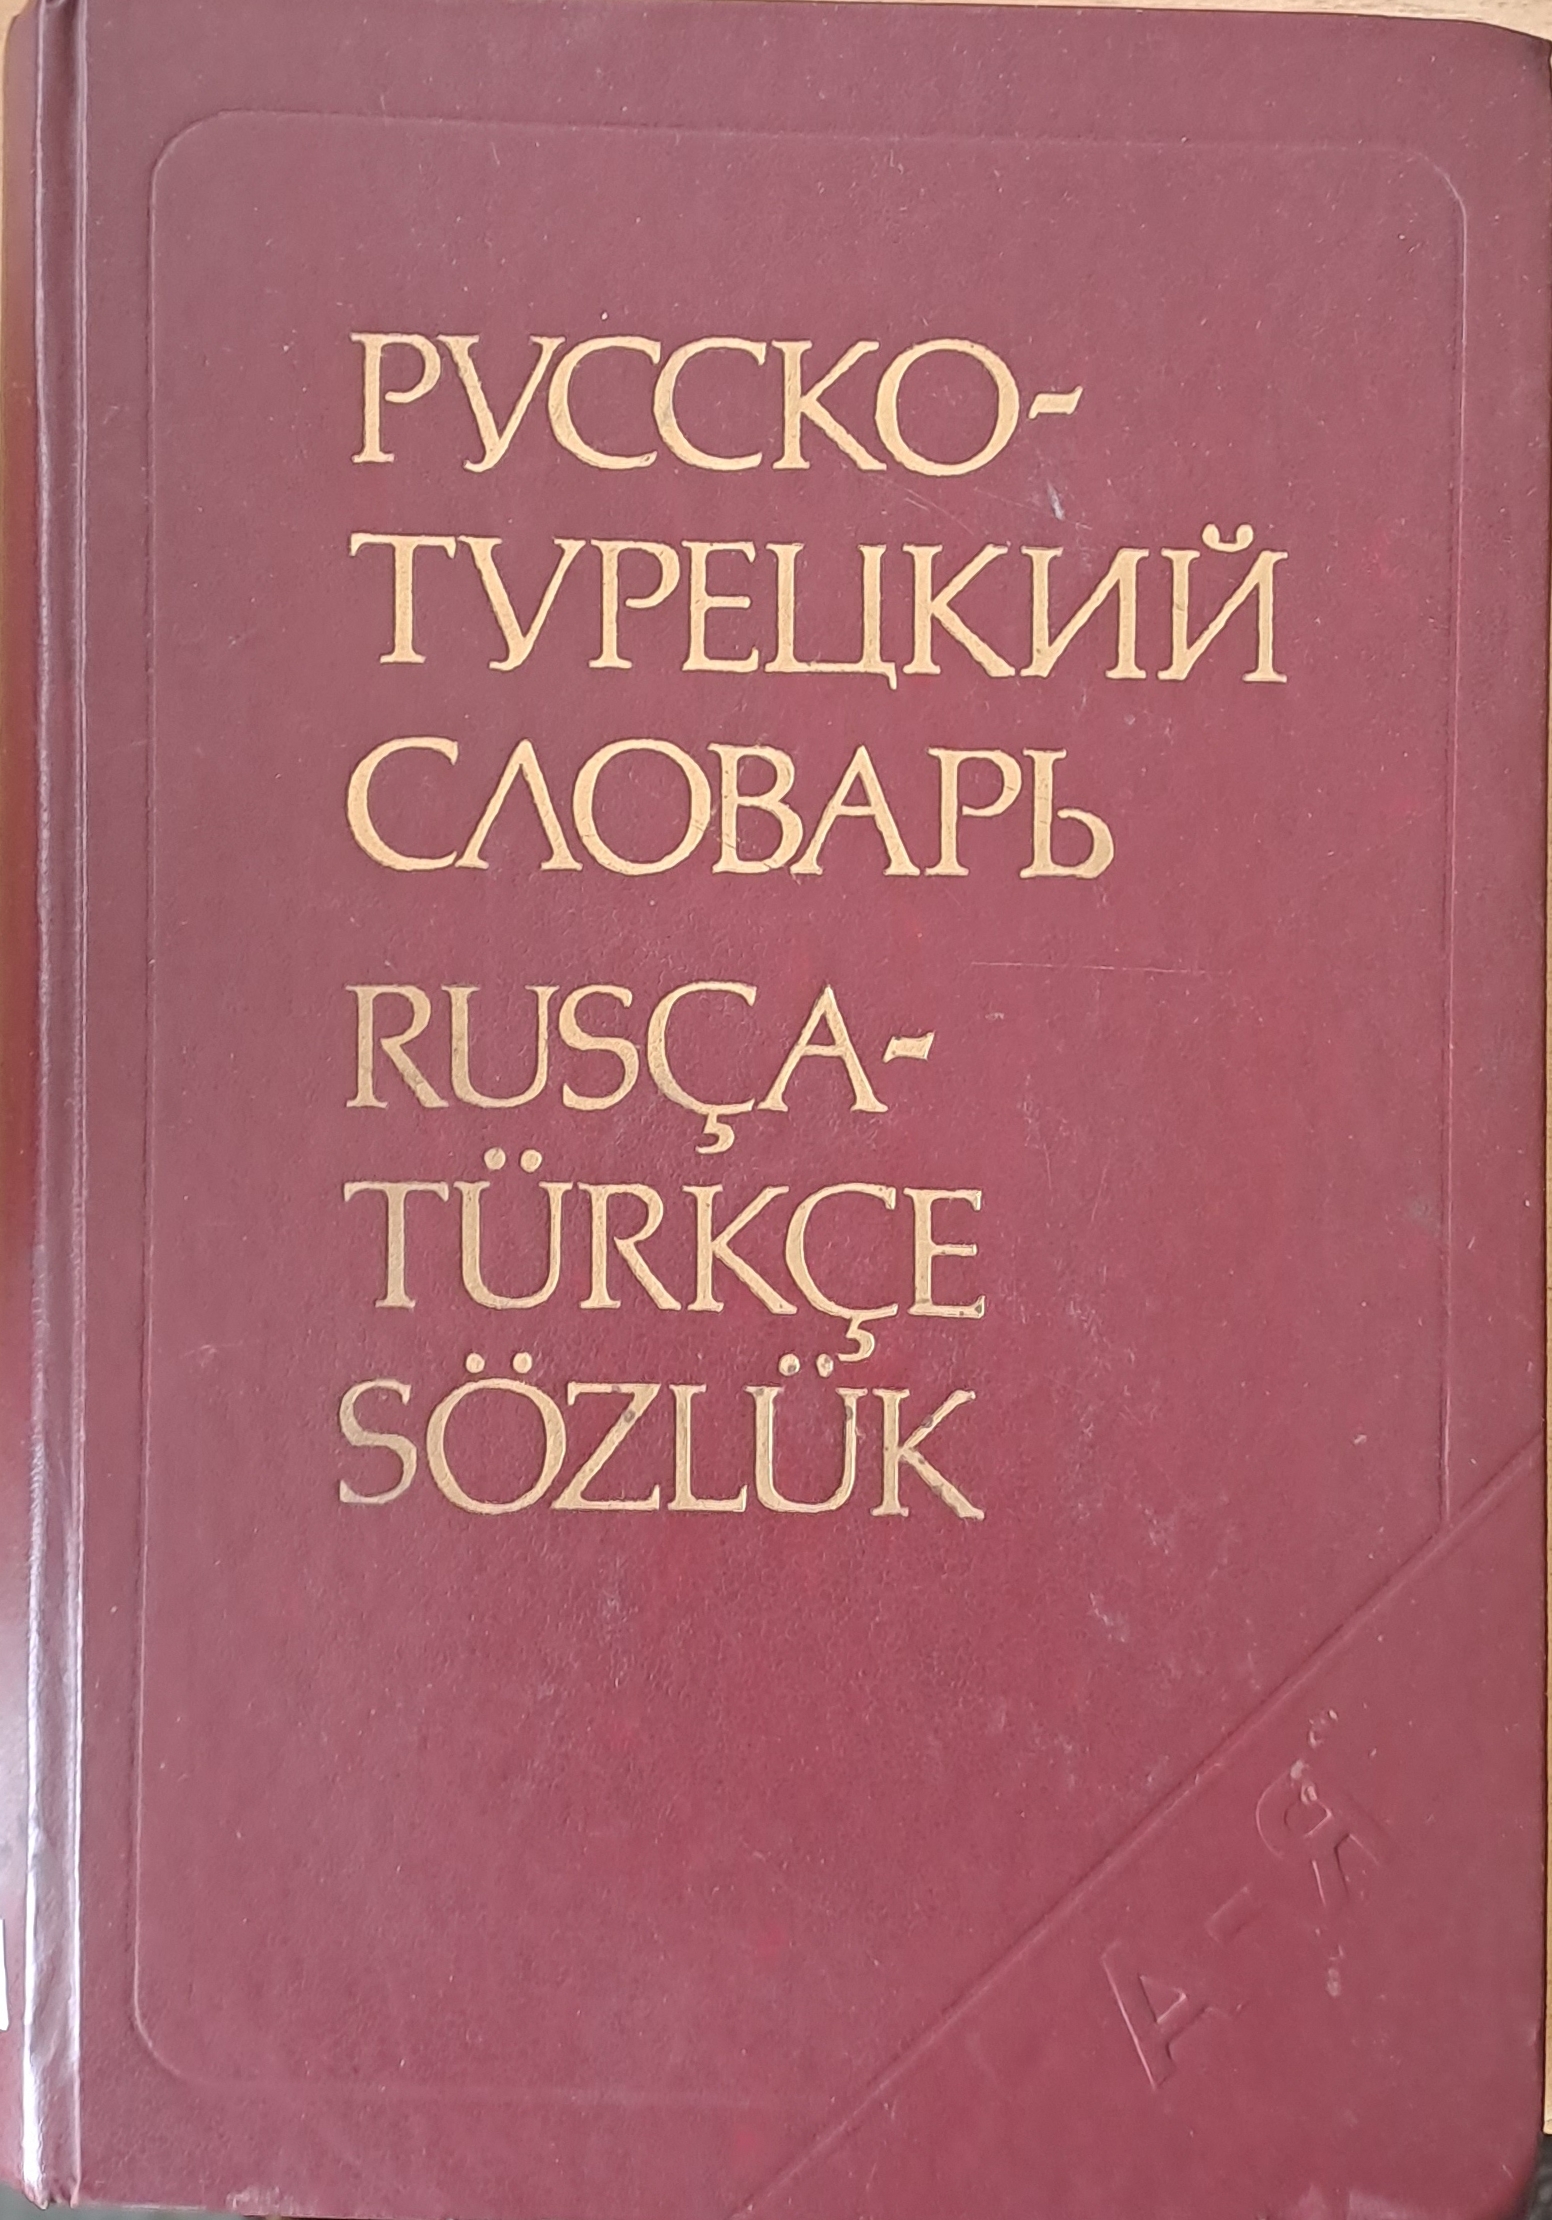 РУССКО-
ТУРЕЦКИЙ
СЛОВАРЬ
RUSÇA-
TÜRKÇE
SÖZLÜK
А-Я